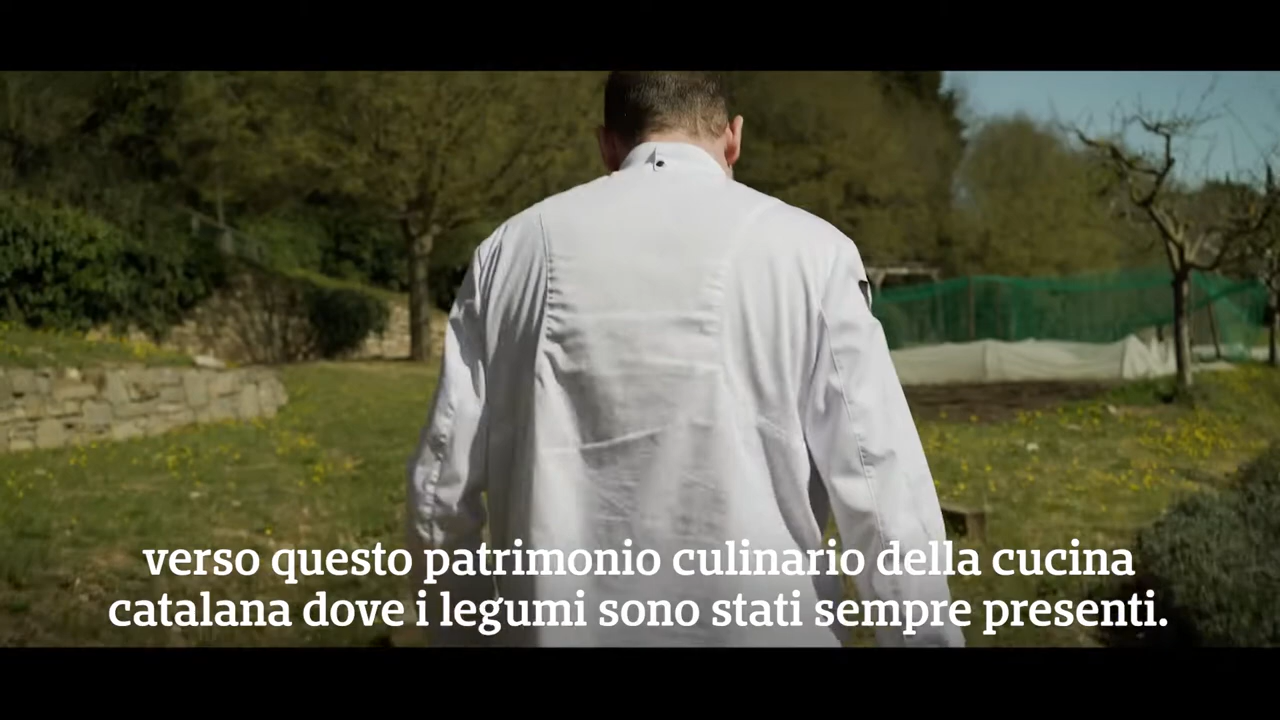 verso questo patrimonio culinario della cucina
catalana dove i legumi sono stati sempre presenti.